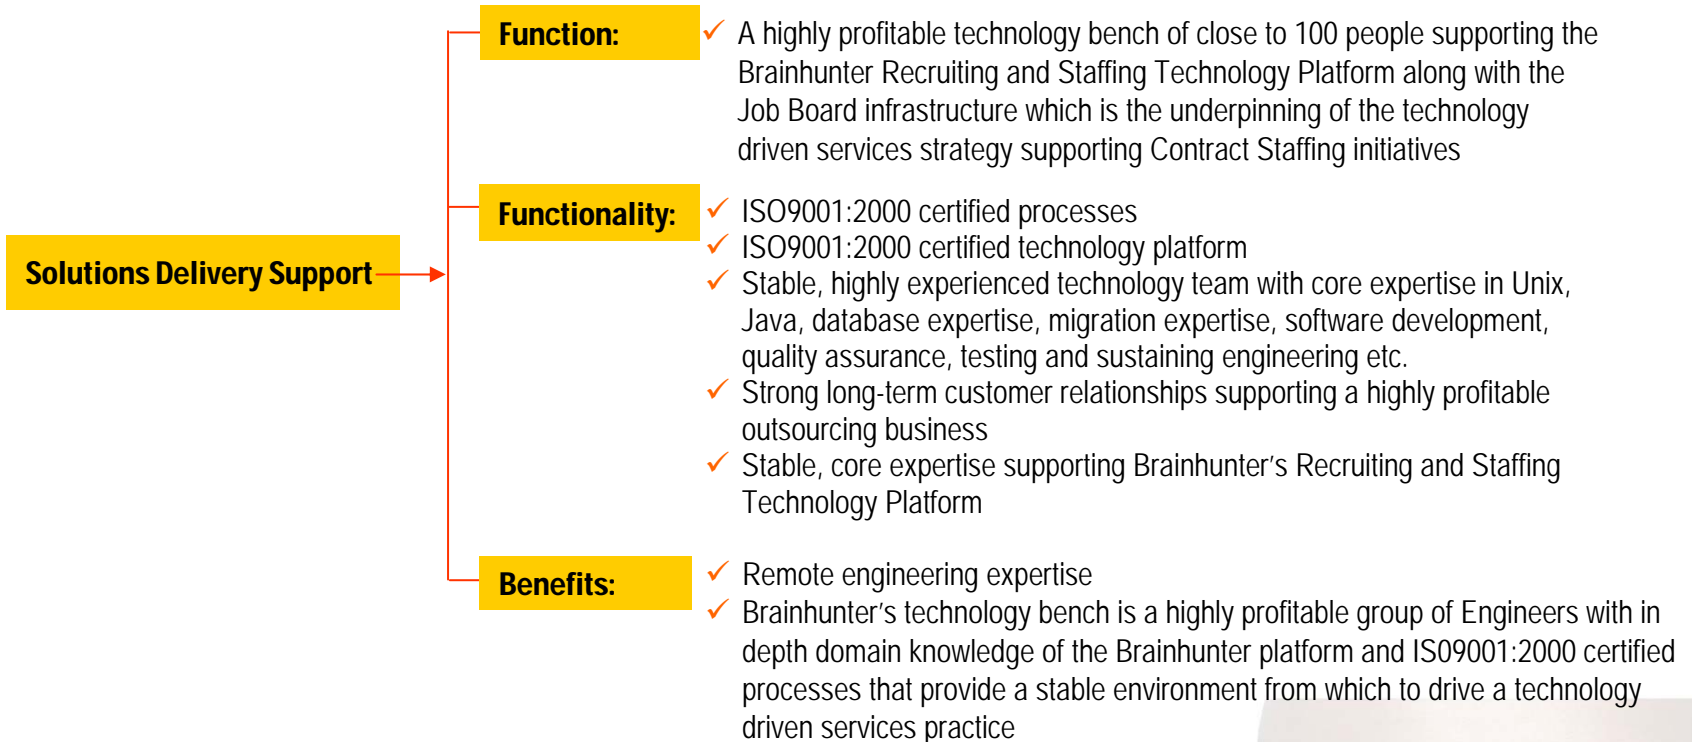 Solutions Delivery Support
Function:
✓ A highly profitable technology bench of close to 100 people supporting the
Brainhunter Recruiting and Staffing Technology Platform along with the
Job Board infrastructure which is the underpinning of the technology
driven services strategy supporting Contract Staffing initiatives
Functionality:
✓ ISO9001:2000 certified processes
✓ ISO9001:2000 certified technology platform
✓ Stable, highly experienced technology team with core expertise in Unix,
Java, database expertise, migration expertise, software development,
quality assurance, testing and sustaining engineering etc.
✓ Strong long-term customer relationships supporting a highly profitable
outsourcing business
✓ Stable, core expertise supporting Brainhunter’s Recruiting and Staffing
Technology Platform
Benefits:
✓ Remote engineering expertise
✓ Brainhunter’s technology bench is a highly profitable group of Engineers with in
depth domain knowledge of the Brainhunter platform and IS09001:2000 certified
processes that provide a stable environment from which to drive a technology
driven services practice